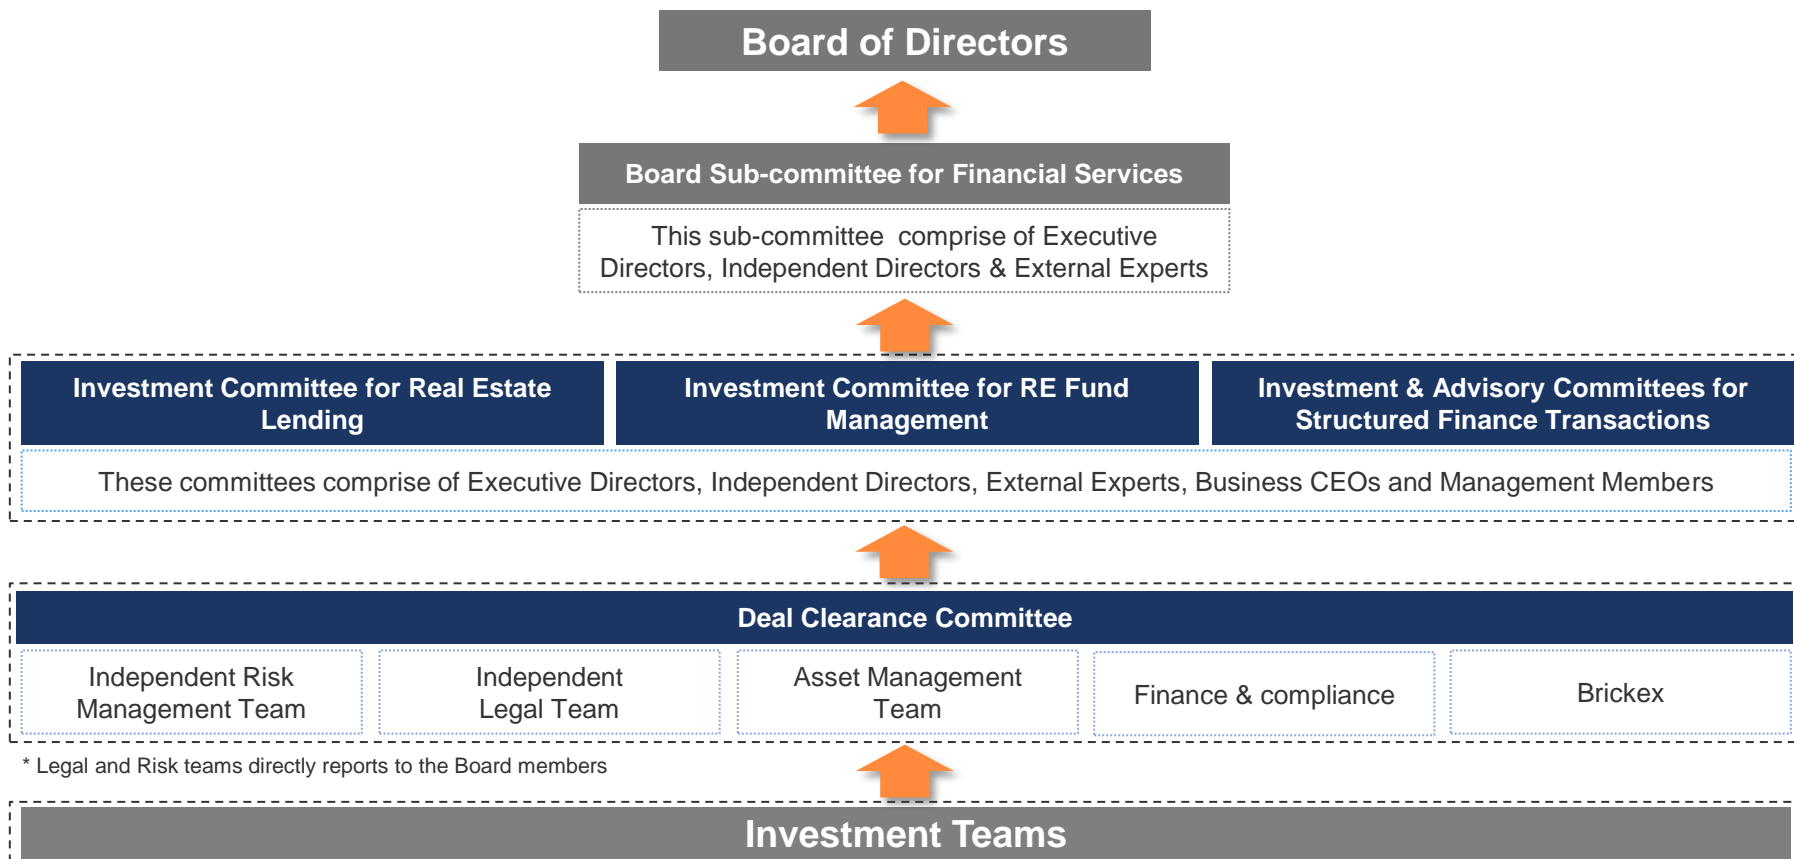 Board of Directors
Board Sub-committee for Financial Services
This sub-committee comprise of Executive
Directors, Independent Directors & External Experts
Investment Committee for Real Estate
Lending
Investment Committee for RE Fund
Management
Investment & Advisory Committees for
Structured Finance Transactions
These committees comprise of Executive Directors, Independent Directors, External Experts, Business CEOs and Management Members
Deal Clearance Committee
Independent Risk
Management Team
Independent
Legal Team
Asset Management
Team
Finance & compliance
Brickex
* Legal and Risk teams directly reports to the Board members
Investment Teams